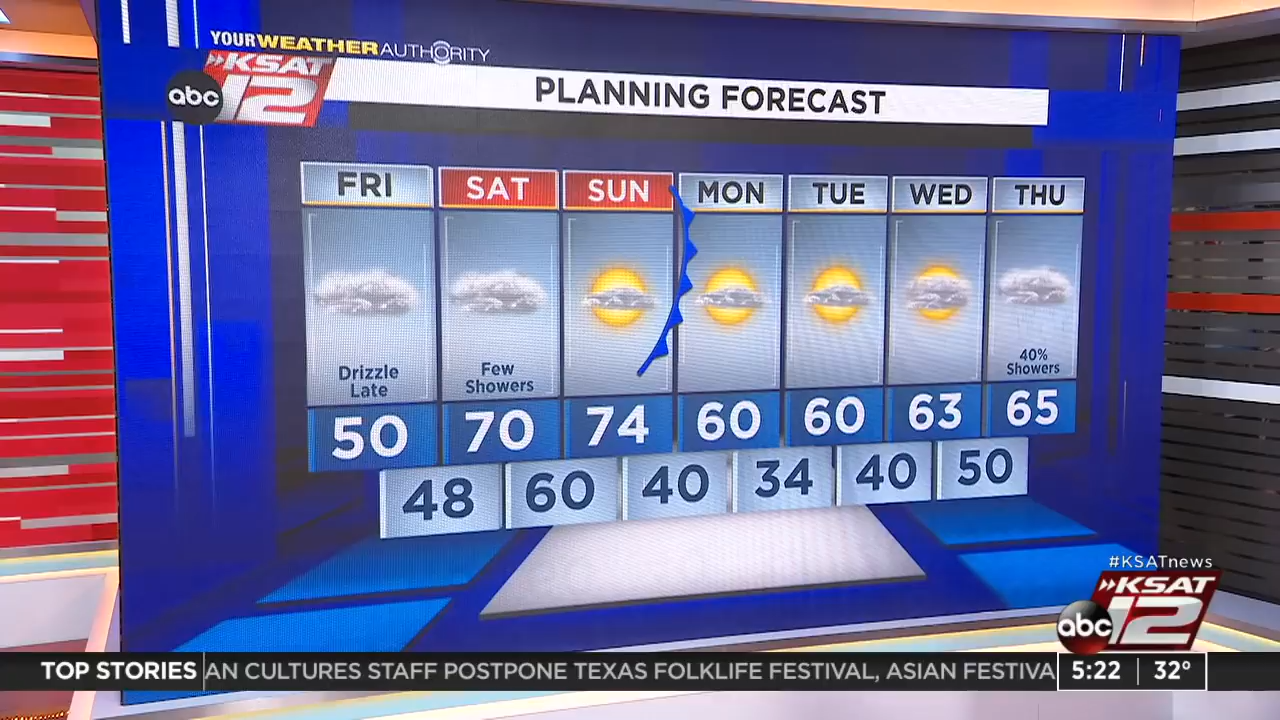 YOURWEATHERAUTHORITY
KSAT
abc 12
PLANNING FORECAST
FRI SAT SUN MON TUE WED THU
Drizzle
Late
Few
Showers
40%
Showers
50 70 74 60 60 63 65
48 60 40 34 40 50
#KSATnews
KSAT
abc 12
TOP STORIES AN CULTURES STAFF POSTPONE TEXAS FOLKLIFE FESTIVAL, ASIAN FESTIVA 5:22 32°